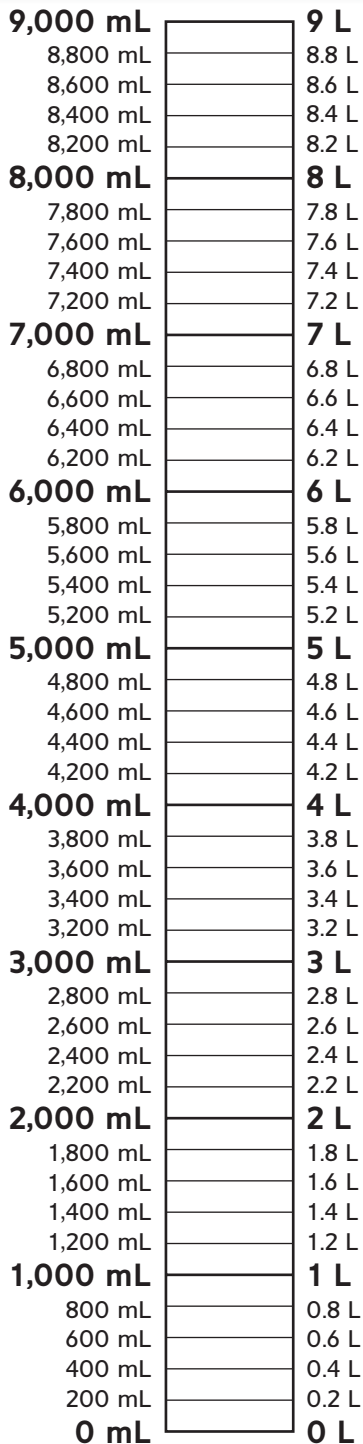 9,000 mL 9 L
8,800 mL 8.8 L
8,600 mL 8.6 L
8,400 mL 8.4 L
8,200 mL 8.2 L
8,000 mL 8 L
7,800 mL 7.8 L
7,600 mL 7.6 L
7,400 mL 7.4 L
7,200 mL 7.2 L
7,000 mL 7 L
6,800 mL 6.8 L
6,600 mL 6.6 L
6,400 mL 6.4 L
6,200 mL 6.2 L
6,000 mL 6 L
5,800 mL 5.8 L
5,600 mL 5.6 L
5,400 mL 5.4 L
5,200 mL 5.2 L
5,000 mL 5 L
4,800 mL 4.8 L
4,600 mL 4.6 L
4,400 mL 4.4 L
4,200 mL 4.2 L
4,000 mL 4 L
3,800 mL 3.8 L
3,600 mL 3.6 L
3,400 mL 3.4 L
3,200 mL 3.2 L
3,000 mL 3 L
2,800 mL 2.8 L
2,600 mL 2.6 L
2,400 mL 2.4 L
2,200 mL 2.2 L
2,000 mL 2 L
1,800 mL 1.8 L
1,600 mL 1.6 L
1,400 mL 1.4 L
1,200 mL 1.2 L
1,000 mL 1 L
800 mL 0.8 L
600 mL 0.6 L
400 mL 0.4 L
200 mL 0.2 L
0 mL 0 L